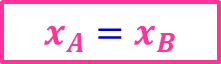 x_A = x_B